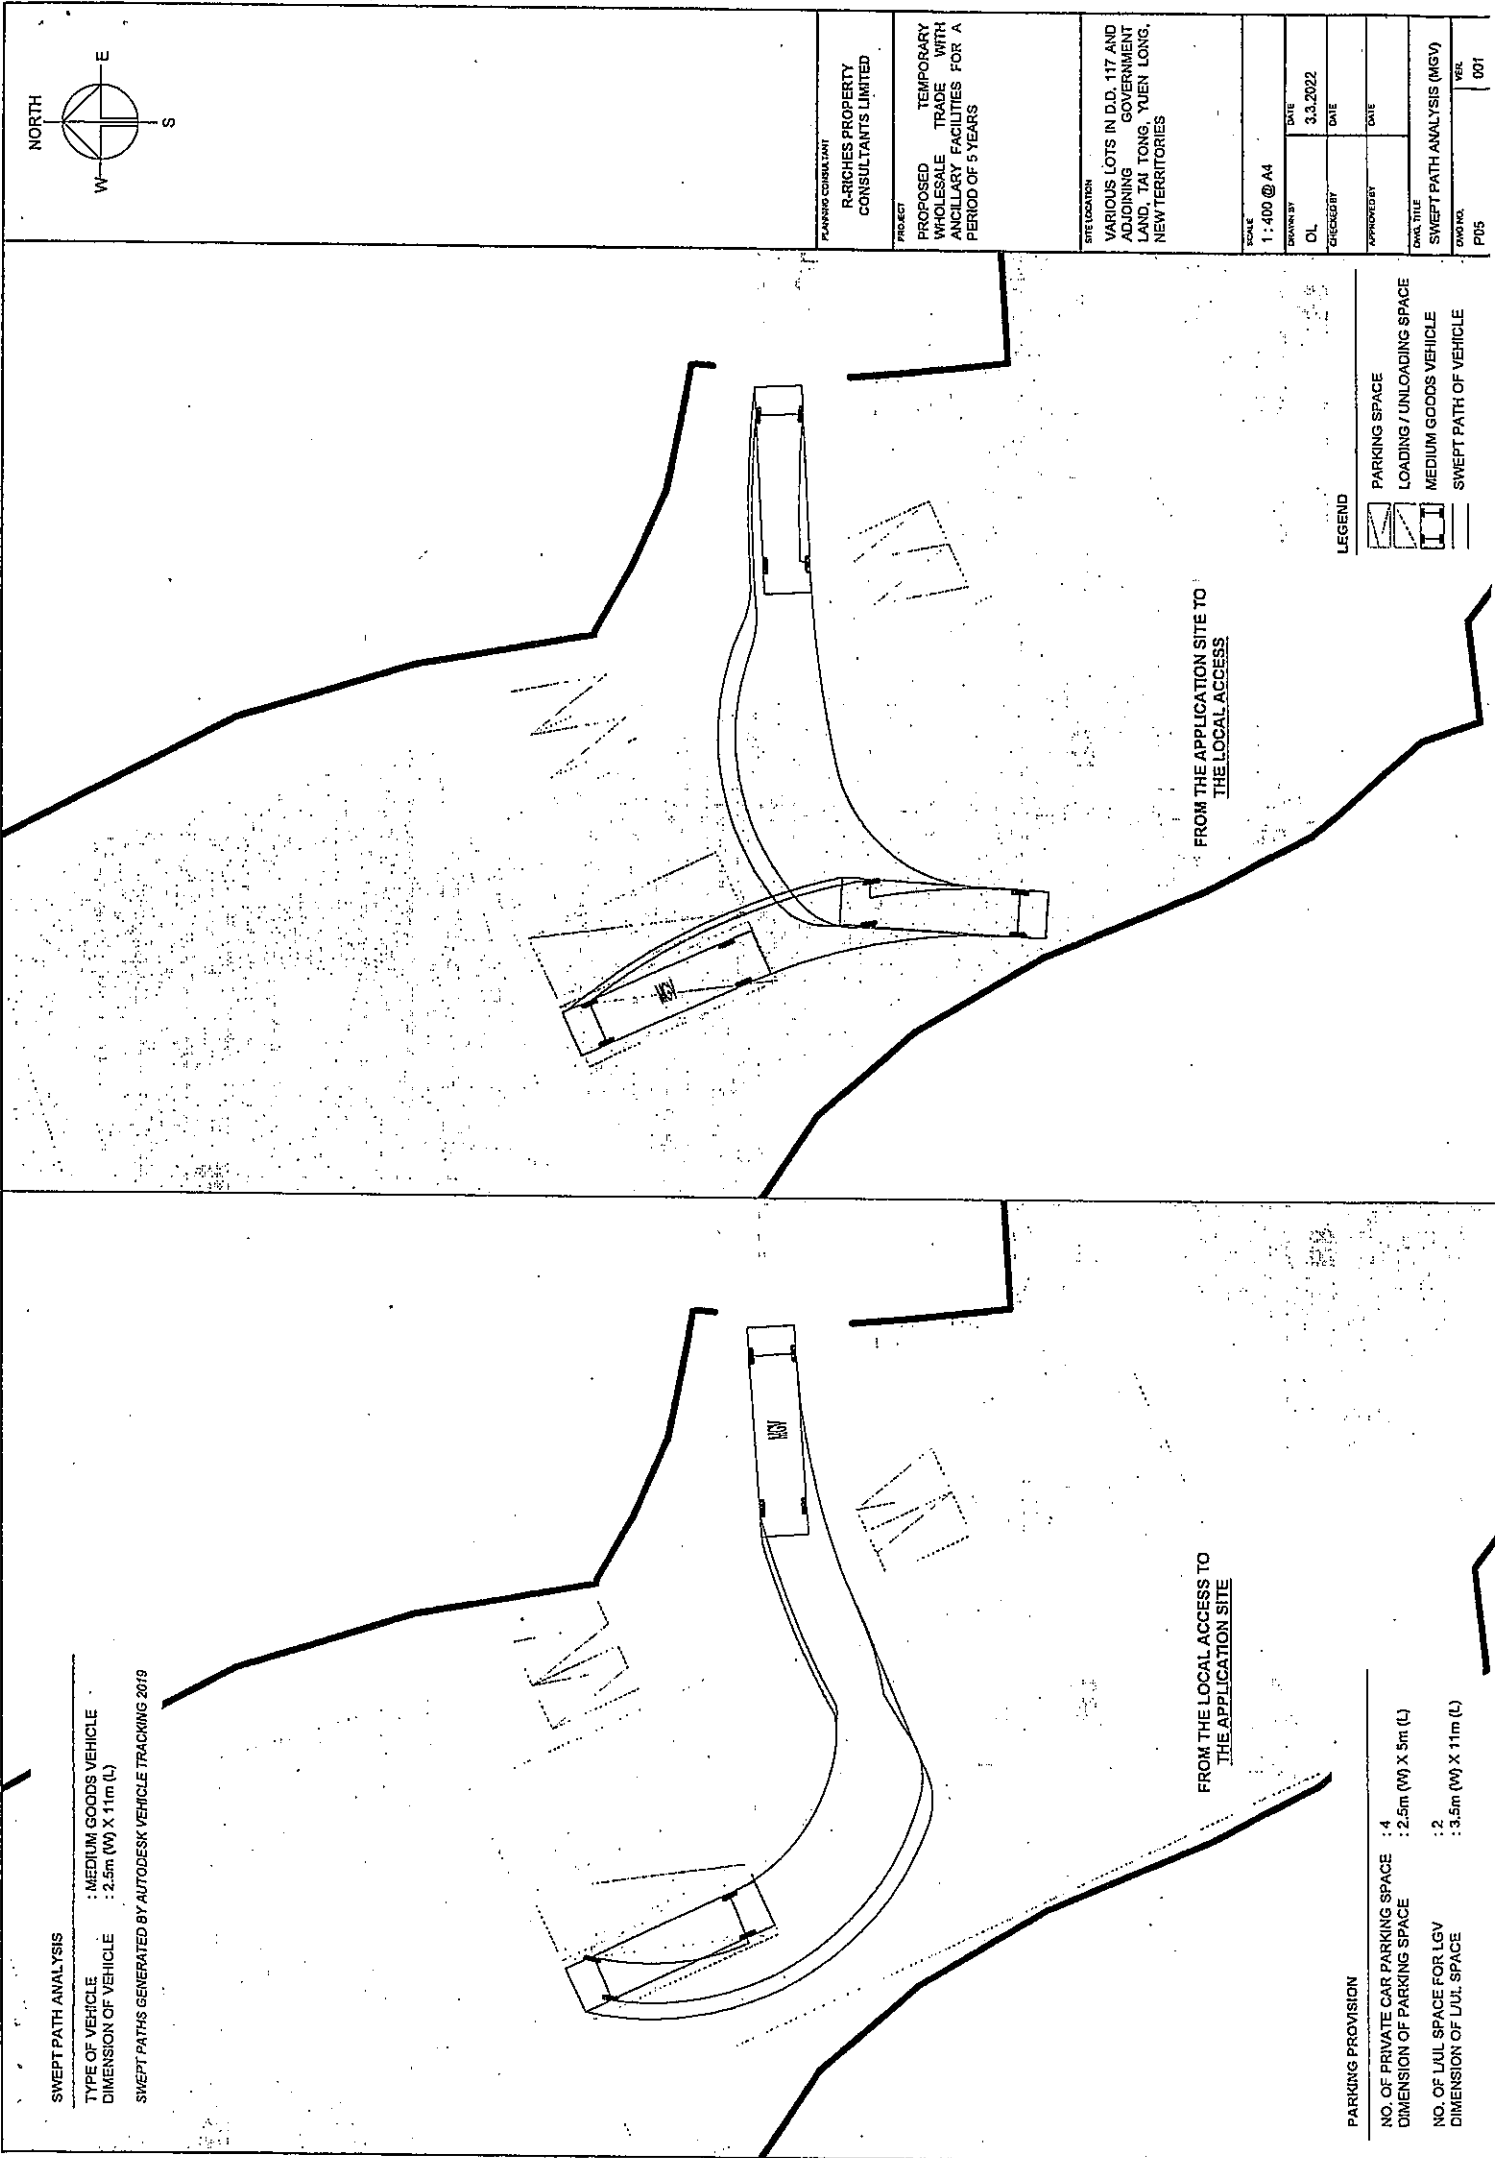 SWEPT PATH ANALYSIS
TYPE OF VEHICLE : MEDIUM GOODS VEHICLE
DIMENSION OF VEHICLE : 2.5m (W) X 11m (L)
SWEPT PATHS GENERATED BY AUTODESK VEHICLE TRACKING 2019
MGV
FROM THE LOCAL ACCESS TO
THE APPLICATION SITE
PARKING PROVISION
NO. OF PRIVATE CAR PARKING SPACE : 4
DIMENSION OF PARKING SPACE : 2.5m (W) X 5m (L)
NO. OF L/UL SPACE FOR LGV : 2
DIMENSION OF L/UL SPACE : 3.5m (W) X 11m (L)
FROM THE APPLICATION SITE TO
THE LOCAL ACCESS
LEGEND
PARKING SPACE
LOADING / UNLOADING SPACE
MEDIUM GOODS VEHICLE
SWEPT PATH OF VEHICLE
NORTH
W
E
S
PLANNING CONSULTANT
R-RICHES PROPERTY
CONSULTANTS LIMITED
PROJECT
PROPOSED TEMPORARY
WHOLESALE TRADE WITH
ANCILLARY FACILITIES FOR A
PERIOD OF 5 YEARS
SITE LOCATION
VARIOUS LOTS IN D.D. 117 AND
ADJOINING GOVERNMENT
LAND, TAI TONG, YUEN LONG,
NEW TERRITORIES
SCALE
1 : 400 @ A4
DRAWN BY DATE
OL 3.3.2022
CHECKED BY DATE
APPROVED BY DATE
DWG. TITLE
SWEPT PATH ANALYSIS (MGV)
DWG NO. VER.
P05 001